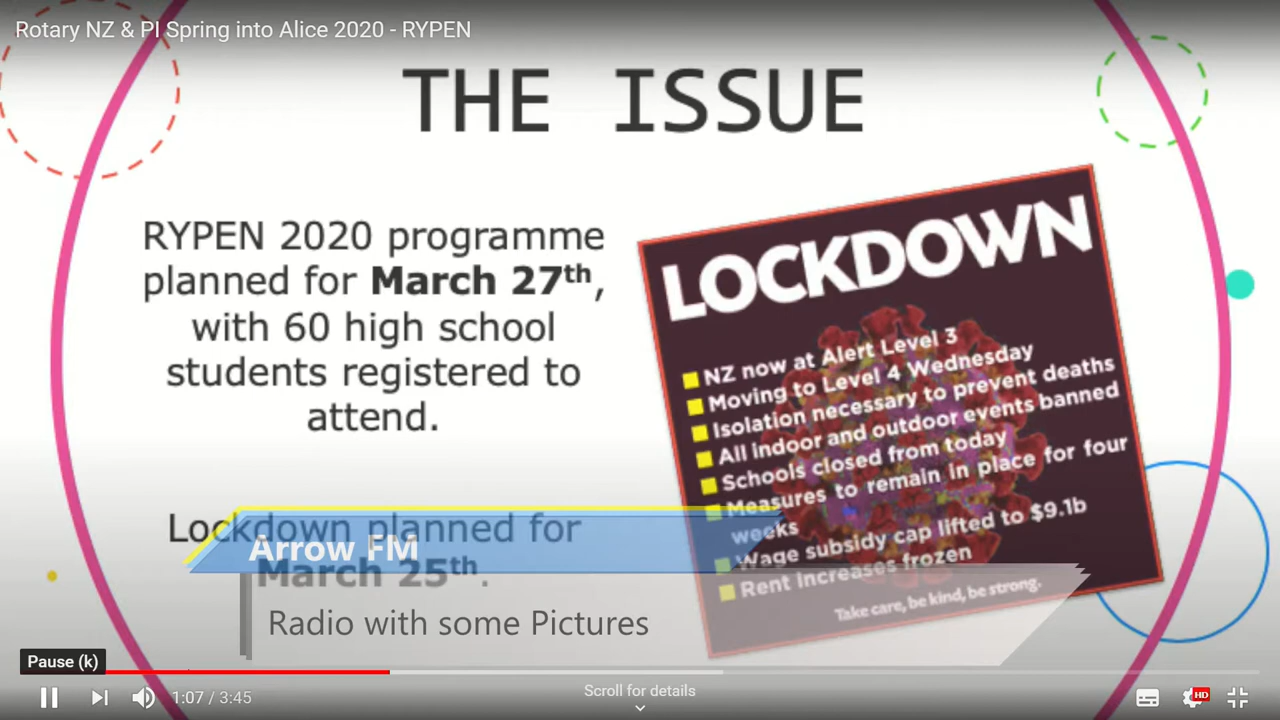 Rotary NZ & PI Spring into Alice 2020 - RYPEN
THE ISSUE
RYPEN 2020 programme
planned for March 27th,
with 60 high school
students registered to
attend.
Lockdown planned for
March 25th.
LOCKDOWN
NZ now at Alert Level 3
Moving to Level 4 Wednesday
Isolation necessary to prevent deaths
All indoor and outdoor events banned
Schools closed from today
Measures to remain in place for four
weeks
Wage subsidy cap lifted to $9.1b
Rent increases frozen
Take care, be kind, be strong.
Arrow FM
Radio with some Pictures
Pause (k)
1:07 / 3:45
Scroll for details
HD